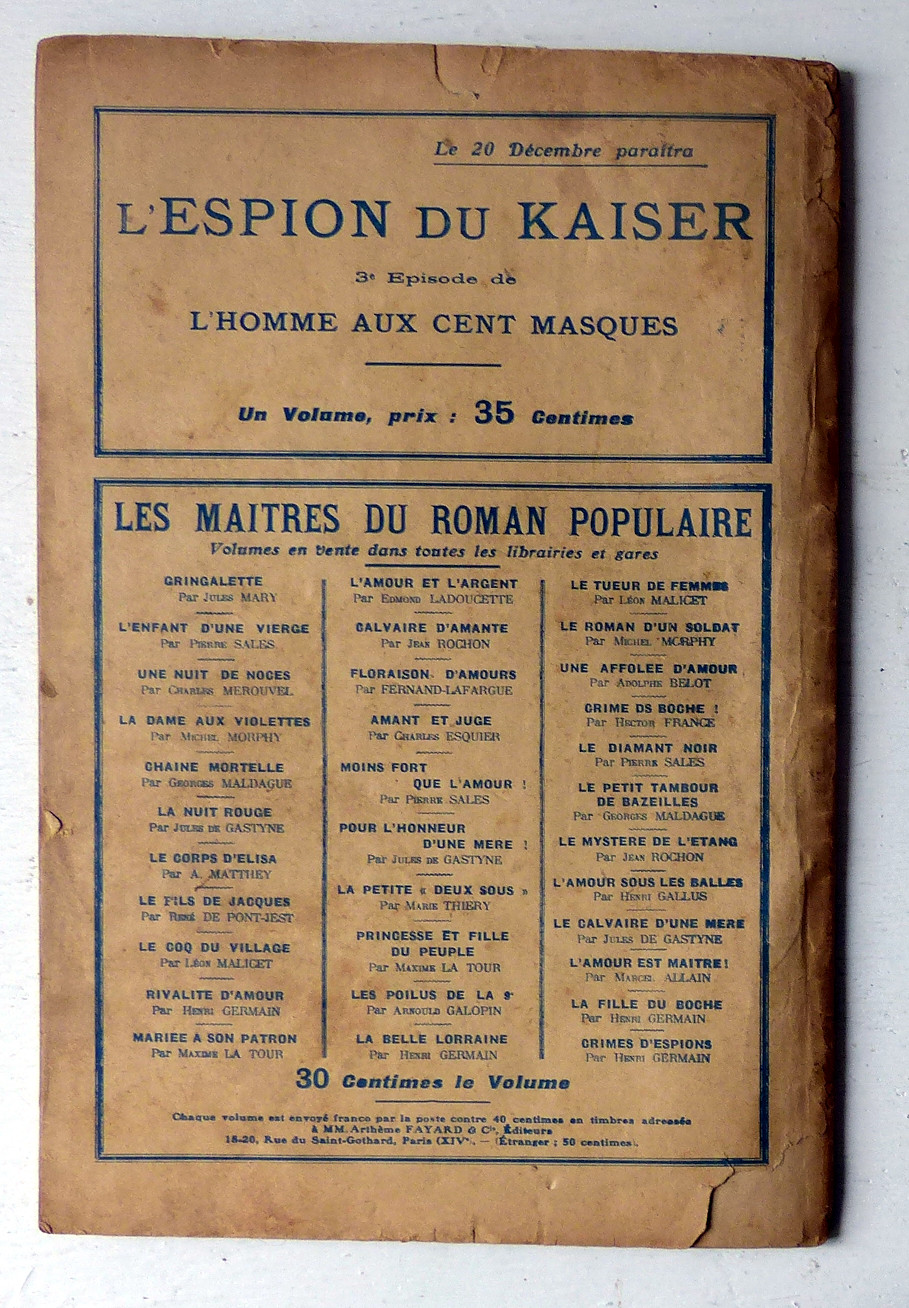 Le 20 Décembre paraîtra
L'ESPION DU KAISER
3e Episode de
L'HOMME AUX CENT MASQUES
Un Volume, prix : 35 Centimes
LES MAITRES DU ROMAN POPULAIRE
Volumes en vente dans toutes les librairies et gares
GRINGALETTE
Par JULES MARY
L'ENFANT D'UNE VIERGE
Par PIERRE SALES
UNE NUIT DE NOCES
Par CHARLES MEROUVEL
LA DAME AUX VIOLETTES
Par MICHEL MORPHY
CHAINE MORTELLE
Par GEORGES MALDAGUE
LA NUIT ROUGE
Par JULES DE GASTYNE
LE CORPS D'ELISA
Par A. MATTHEY
LE FILS DE JACQUES
Par RENÉ DE PONT-JEST
LE COQ DU VILLAGE
Par LÉON MALICET
RIVALITE D'AMOUR
Par HENRI GERMAIN
MARIEE A SON PATRON
Par MAXIME LA TOUR
L'AMOUR ET L'ARGENT
Par EDMOND LADOUCETTE
CALVAIRE D'AMANTE
Par JEAN ROCHON
FLORAISON D'AMOURS
Par FERNAND-LAFARGUE
AMANT ET JUGE
Par CHARLES ESQUIER
MOINS FORT
QUE L'AMOUR !
Par PIERRE SALES
POUR L'HONNEUR
D'UNE MERE !
Par JULES DE GASTYNE
LA PETITE « DEUX SOUS »
Par MARIE THIERY
PRINCESSE ET FILLE
DU PEUPLE
Par MAXIME LA TOUR
LES POILUS DE LA 9e
Par ARNOULD GALOPIN
LA BELLE LORRAINE
Par HENRI GERMAIN
LE TUEUR DE FEMMES
Par LÉON MALICET
LE ROMAN D'UN SOLDAT
Par MICHEL MORPHY
UNE AFFOLEE D'AMOUR
Par ADOLPHE BELOT
CRIME DS BOCHE !
Par HECTOR FRANCE
LE DIAMANT NOIR
Par PIERRE SALES
LE PETIT TAMBOUR
DE BAZEILLES
Par GEORGES MALDAGUE
LE MYSTERE DE L'ETANG
Par JEAN ROCHON
L'AMOUR SOUS LES BALLES
Par HENRI GALLUS
LE CALVAIRE D'UNE MERE
Par JULES DE GASTYNE
L'AMOUR EST MAITRE!
Par MARCEL ALLAIN
LA FILLE DU BOCHE
Par HENRI GERMAIN
CRIMES D'ESPIONS
Par HENRI GERMAIN
30 Centimes le Volume
Chaque volume est envoyé franco par la poste contre 40 centimes en timbres adressés
à MM. Arthème FAYARD & Cie, Éditeurs
18-20, Rue du Saint-Gothard, Paris (XIVe). — (Étranger ; 50 centimes).